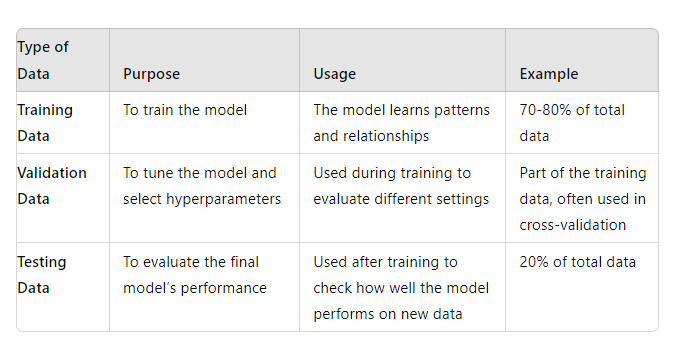 Type of
Data
Purpose
Usage
Example
Training
Data
To train the model
The model learns patterns
and relationships
70-80% of total
data
Validation
Data
To tune the model and
select hyperparameters
Used during training to
evaluate different settings
Part of the training
data, often used in
cross-validation
Testing
Data
To evaluate the final
model's performance
Used after training to
check how well the model
performs on new data
20% of total data